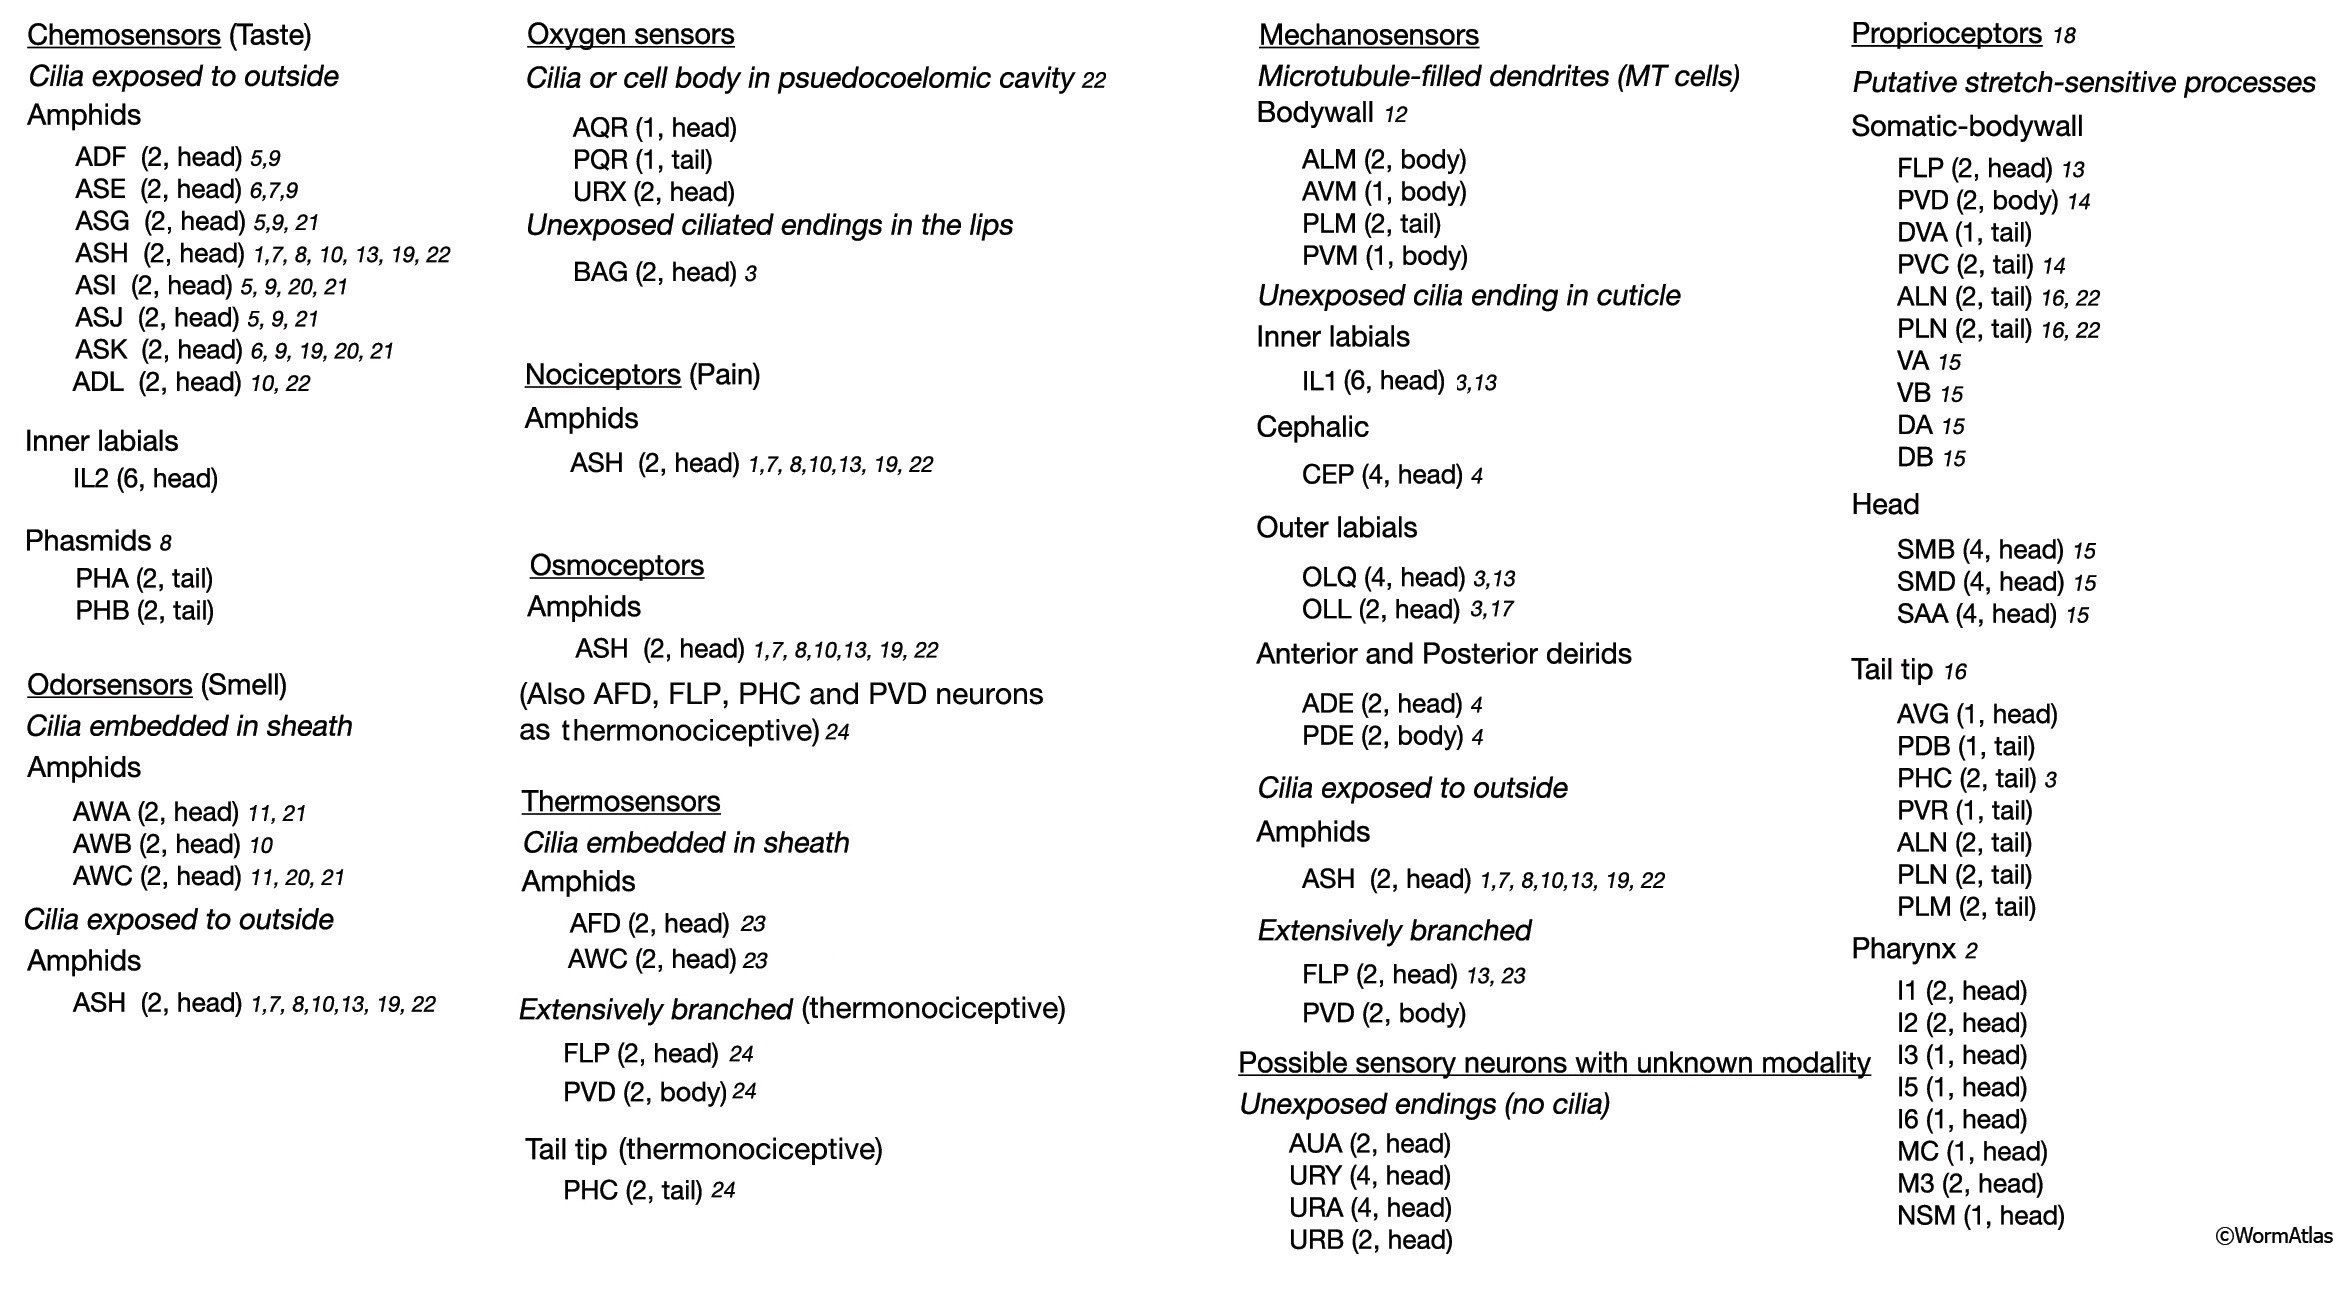 Chemosensors (Taste)
Cilia exposed to outside
Amphids
ADF (2, head) 5,9
ASE (2, head) 6,7,9
ASG (2, head) 5,9, 21
ASH (2, head) 1,7, 8, 10, 13, 19, 22
ASI (2, head) 5, 9, 20, 21
ASJ (2, head) 5, 9, 21
ASK (2, head) 6, 9, 19, 20, 21
ADL (2, head) 10, 22
Inner labials
IL2 (6, head)
Phasmids 8
PHA (2, tail)
PHB (2, tail)
Odorsensors (Smell)
Cilia embedded in sheath
Amphids
AWA (2, head) 11, 21
AWB (2, head) 10
AWC (2, head) 11, 20, 21
Cilia exposed to outside
Amphids
ASH (2, head) 1,7, 8,10,13, 19, 22
Oxygen sensors
Cilia or cell body in psuedocoelomic cavity 22
AQR (1, head)
PQR (1, tail)
URX (2, head)
Unexposed ciliated endings in the lips
BAG (2, head) 3
Nociceptors (Pain)
Amphids
ASH (2, head) 1,7, 8,10,13, 19, 22
Osmoceptors
Amphids
ASH (2, head) 1,7, 8,10,13, 19, 22
(Also AFD, FLP, PHC and PVD neurons
as thermonociceptive) 24
Thermosensors
Cilia embedded in sheath
Amphids
AFD (2, head) 23
AWC (2, head) 23
Extensively branched (thermonociceptive)
FLP (2, head) 24
PVD (2, body) 24
Tail tip (thermonociceptive)
PHC (2, tail) 24
Mechanosensors
Microtubule-filled dendrites (MT cells)
Bodywall 12
ALM (2, body)
AVM (1, body)
PLM (2, tail)
PVM (1, body)
Unexposed cilia ending in cuticle
Inner labials
IL1 (6, head) 3,13
Cephalic
CEP (4, head) 4
Outer labials
OLQ (4, head) 3,13
OLL (2, head) 3,17
Anterior and Posterior deirids
ADE (2, head) 4
PDE (2, body) 4
Cilia exposed to outside
Amphids
ASH (2, head) 1,7, 8,10,13, 19, 22
Extensively branched
FLP (2, head) 13, 23
PVD (2, body)
Possible sensory neurons with unknown modality
Unexposed endings (no cilia)
AUA (2, head)
URY (4, head)
URA (4, head)
URB (2, head)
Proprioceptors 18
Putative stretch-sensitive processes
Somatic-bodywall
FLP (2, head) 13
PVD (2, body) 14
DVA (1, tail)
PVC (2, tail) 14
ALN (2, tail) 16, 22
PLN (2, tail) 16, 22
VA 15
VB 15
DA 15
DB 15
Head
SMB (4, head) 15
SMD (4, head) 15
SAA (4, head) 15
Tail tip 16
AVG (1, head)
PDB (1, tail)
PHC (2, tail) 3
PVR (1, tail)
ALN (2, tail)
PLN (2, tail)
PLM (2, tail)
Pharynx 2
I1 (2, head)
I2 (2, head)
I3 (1, head)
I5 (1, head)
I6 (1, head)
MC (1, head)
M3 (2, head)
NSM (1, head)
©WormAtlas